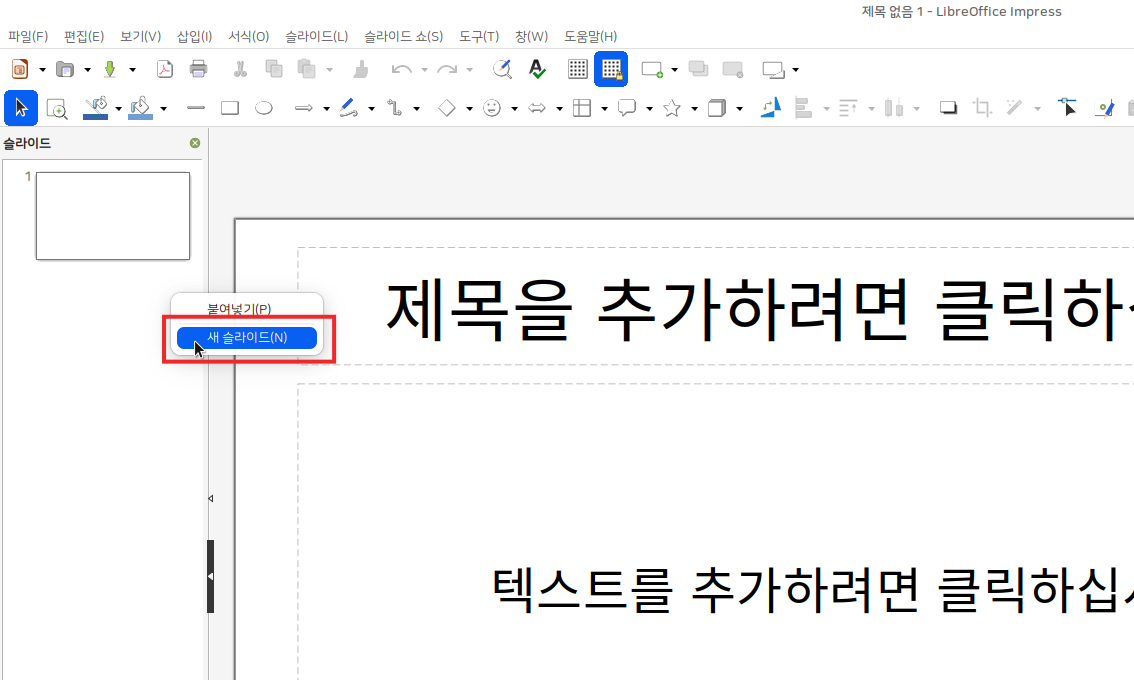 제목 없음 1 - LibreOffice Impress
파일(F) 편집(E) 보기(V) 삽입(I) 서식(O) 슬라이드(L) 슬라이드 쇼(S) 도구(T) 창(W) 도움말(H)
슬라이드
1
붙여넣기(P)
새 슬라이드(N)
제목을 추가하려면 클릭하
텍스트를 추가하려면 클릭하십